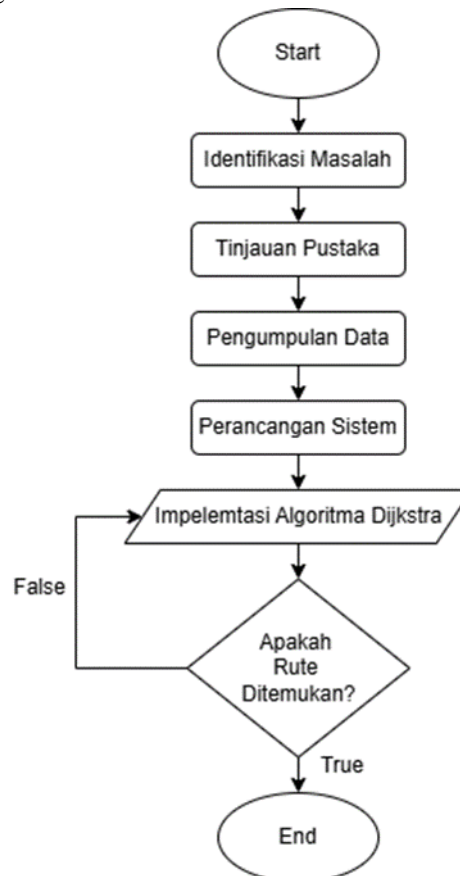 Start
Identifikasi Masalah
Tinjauan Pustaka
Pengumpulan Data
Perancangan Sistem
Impelemtasi Algoritma Dijkstra
False
Apakah
Rute
Ditemukan?
True
End